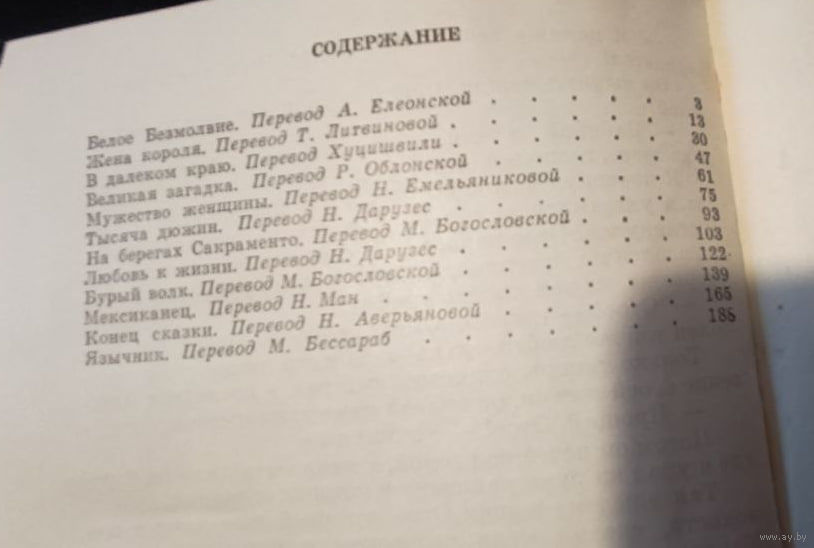 СОДЕРЖАНИЕ
Белое Безмолвие. Перевод А. Елеонской . . . . . 3
Жена короля. Перевод Т. Литвиновой . . . . . . 13
В далеком краю. Перевод Хуцишвили . . . . . . 30
Великая загадка. Перевод Р. Облонской . . . . . 47
Мужество женщины. Перевод Н. Емельяниковой . . . 61
Тысяча дюжин. Перевод Н. Дарузес . . . . . . 75
На берегах Сакраменто. Перевод М. Богословской . . . 93
Любовь к жизни. Перевод Н. Дарузес . . . . . 103
Бурый волк. Перевод М. Богословской . . . . . . 122
Мексиканец. Перевод Н. Ман . . . . . . . 139
Конец сказки. Перевод Н. Аверьяновой . . . . . 165
Язычник. Перевод М. Бессараб . . . . . . . 188
www.ay.by